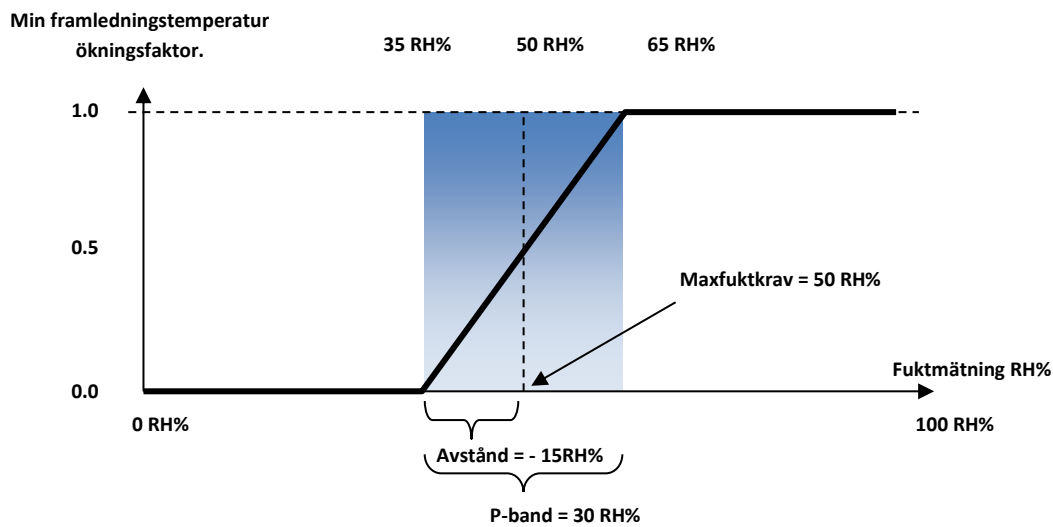 Min framledningstemperatur
ökningsfaktor.
35 RH%
50 RH%
65 RH%
1.0
0.5
Maxfuktkrav = 50 RH%
Fuktmätning RH%
0.0
0 RH%
100 RH%
Avstånd = - 15RH%
P-band = 30 RH%